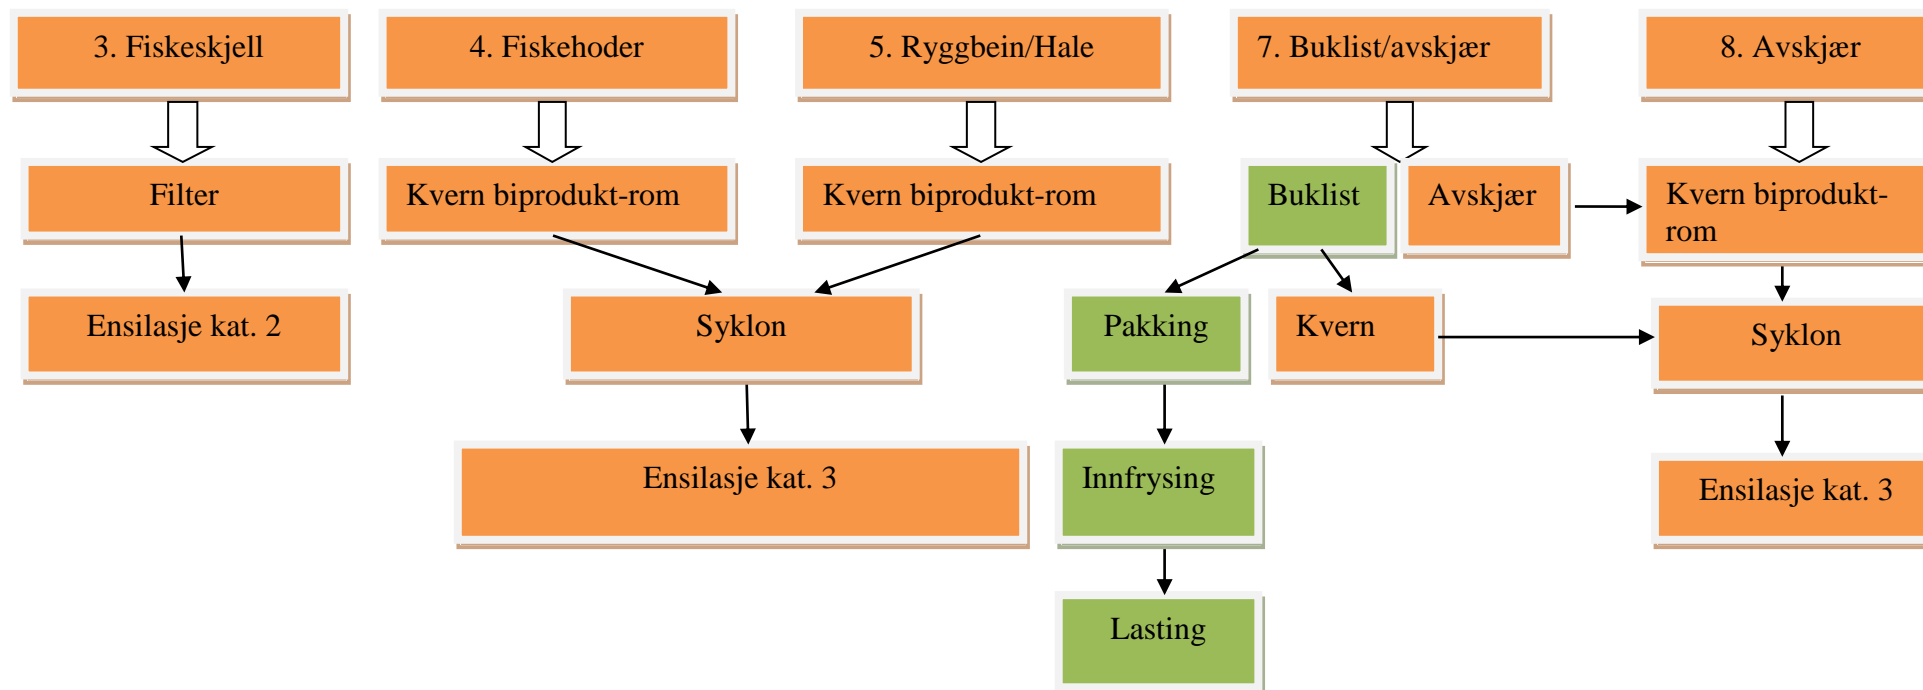 3. Fiskeskjell
4. Fiskehoder
5. Ryggbein/Hale
7. Buklist/avskjær
8. Avskjær
Filter
Kvern biprodukt-rom
Kvern biprodukt-rom
Buklist
Avskjær
Kvern biprodukt-
rom
Ensilasje kat. 2
Syklon
Pakking
Kvern
Syklon
Ensilasje kat. 3
Innfrysing
Ensilasje kat. 3
Lasting